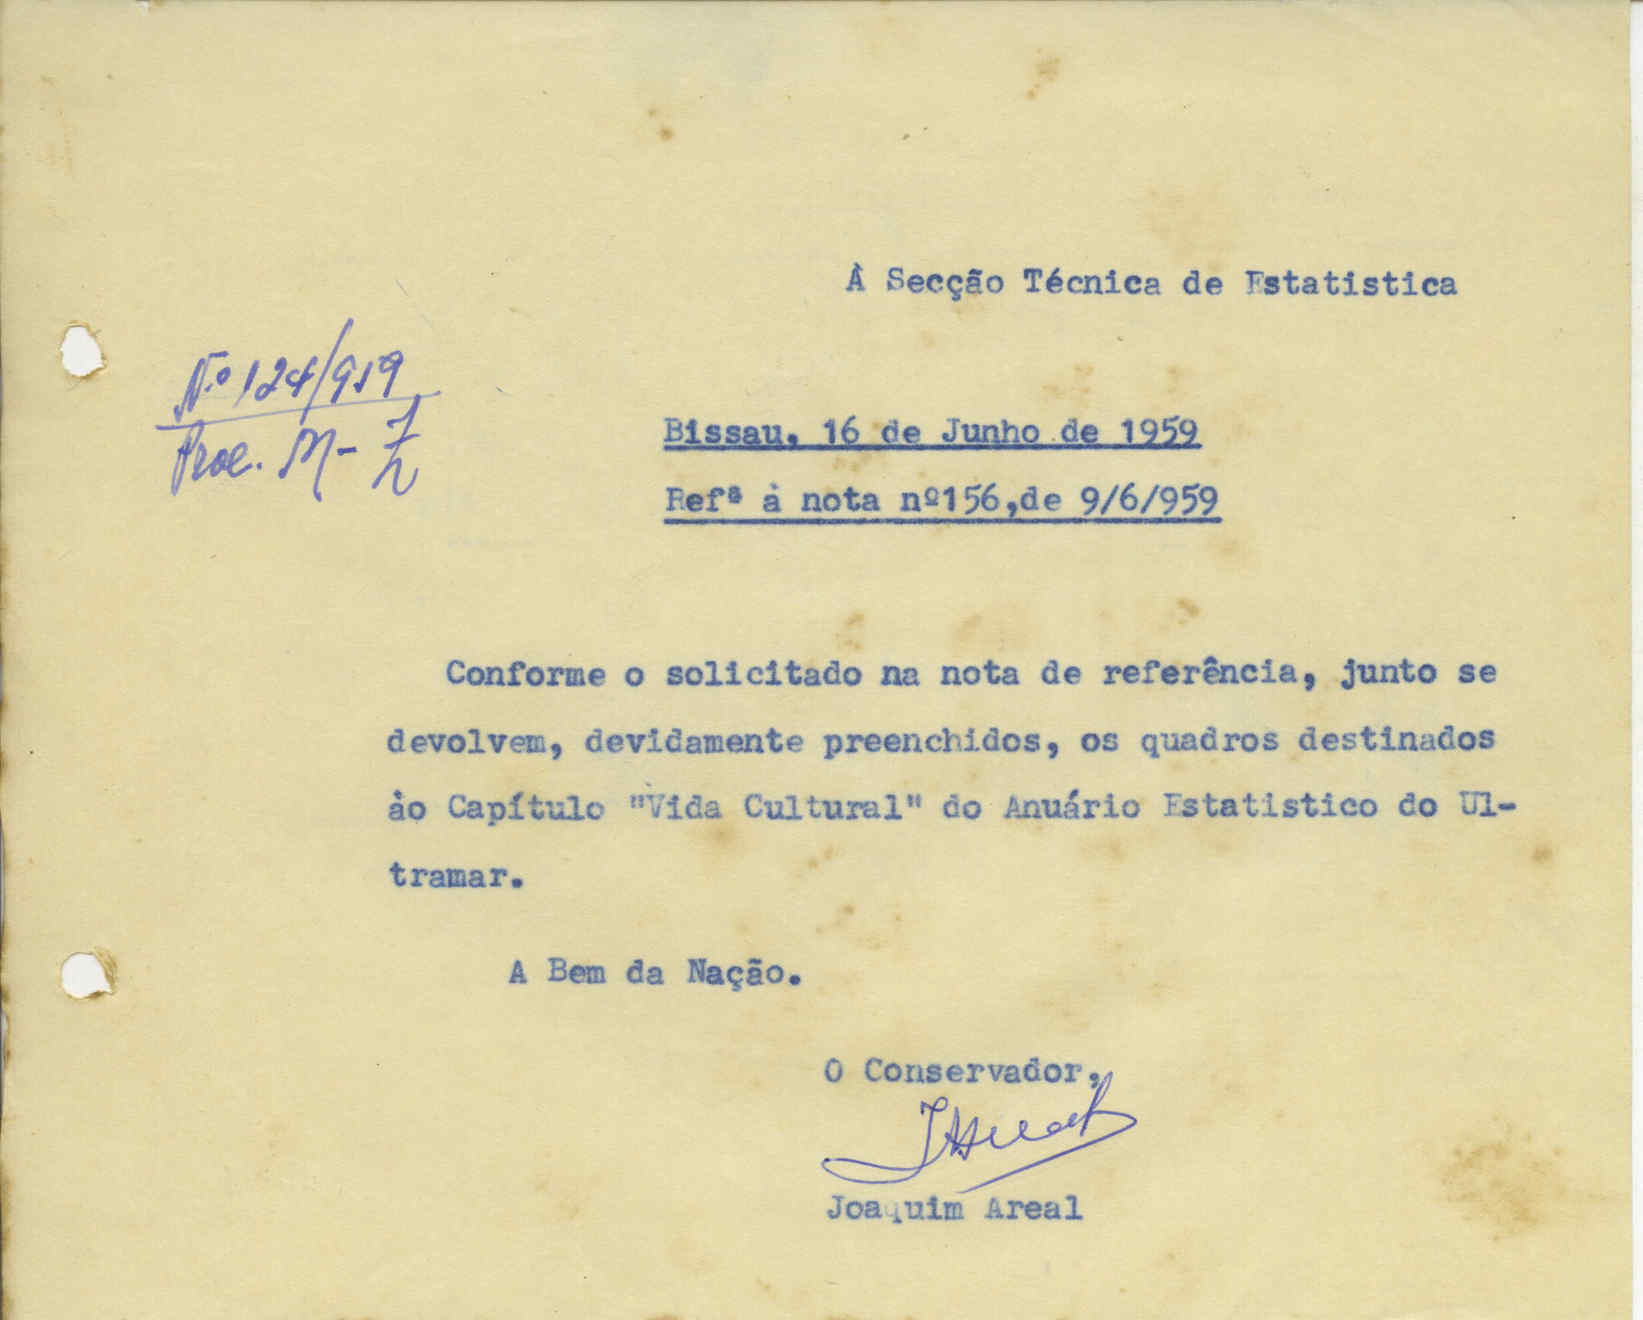 À Secção Técnica de Estatistica
Nº 124/959
Proc. M-7
Bissau, 16 de Junho de 1959
Refª à nota nº156,de 9/6/959
Conforme o solicitado na nota de referência, junto se
devolvem, devidamente preenchidos, os quadros destinados
ào Capítulo "Vida Cultural" do Anuário Estatistico do Ul-
tramar.
A Bem da Nação.
O Conservador,
Joaquim Areal